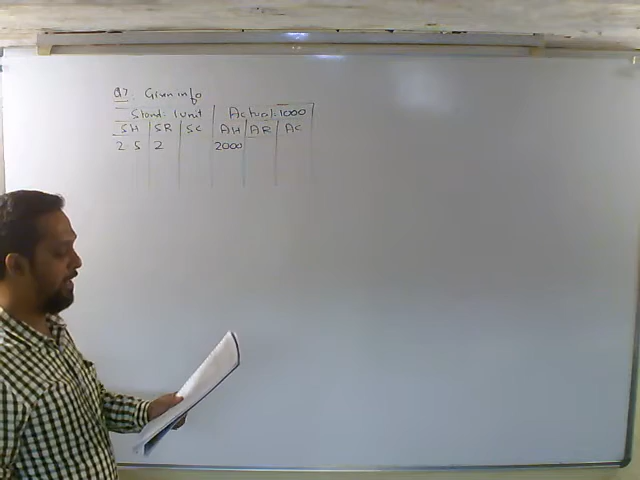 Q7. Given info
Stand: 1 Unit Actual: 1000
SH SR SC AH AR AC
2.5 2 2000